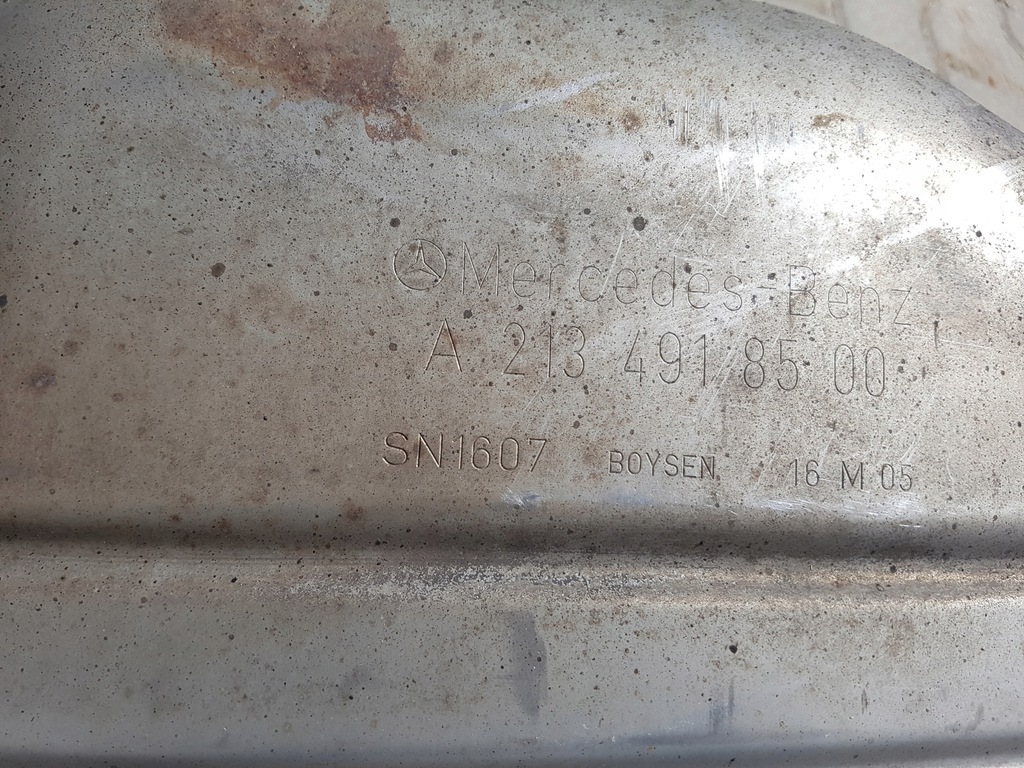 Mercedes-Benz
A 213 491 85 00
SN1607 BOYSEN 16 M 05